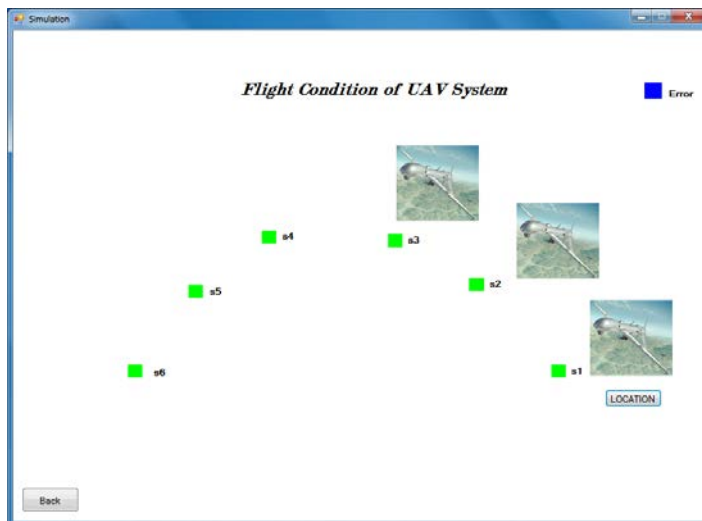 Simulation
Flight Condition of UAV System
Error
s4
s3
s2
s5
s6
s1
LOCATION
Back